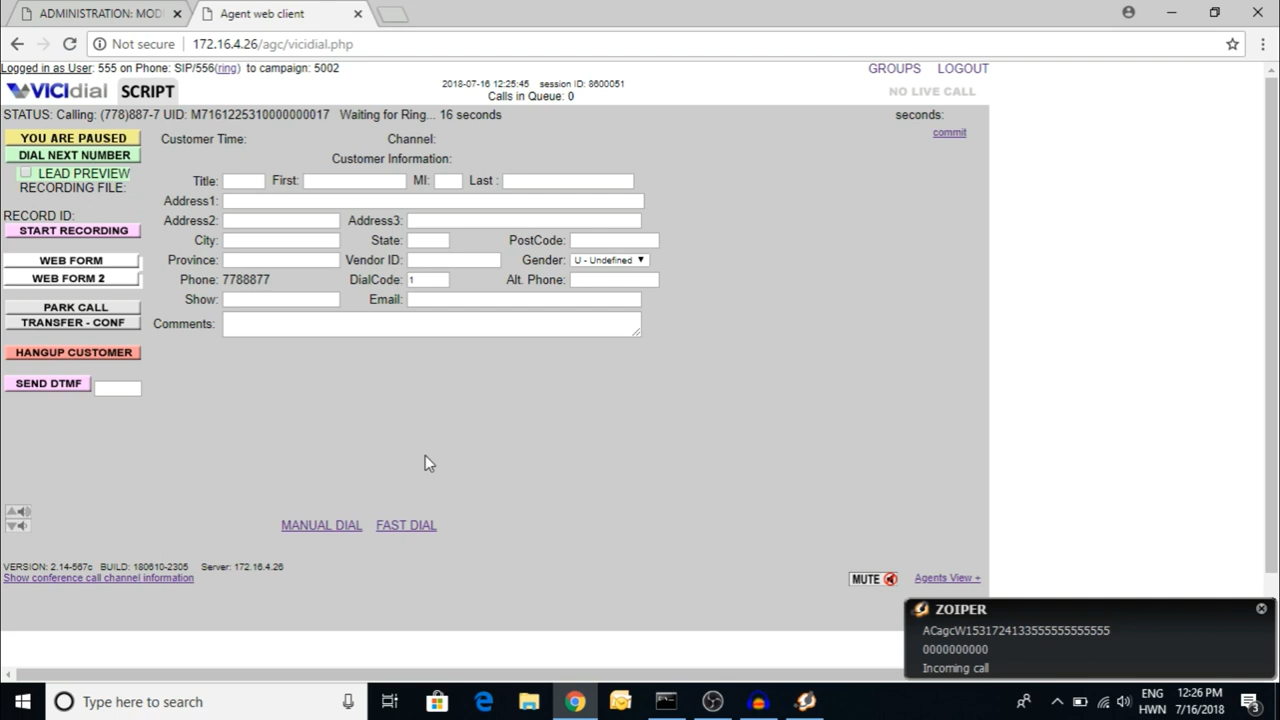 ADMINISTRATION: MOD
Agent web client
Not secure 172.16.4.26/agc/vicidial.php
Logged in as User: 555 on Phone: SIP/556(ring) to campaign: 5002
GROUPS LOGOUT
VICIdial SCRIPT
2018-07-16 12:25:45 session ID: 8600051
Calls in Queue: 0
NO LIVE CALL
STATUS: Calling: (778)887-7 UID: M7161225310000000017 Waiting for Ring... 16 seconds
seconds:
YOU ARE PAUSED
Customer Time: Channel:
commit
DIAL NEXT NUMBER
Customer Information:
LEAD PREVIEW
RECORDING FILE:
Title: First: MI: Last :
Address1:
RECORD ID:
Address2: Address3:
START RECORDING
City: State: PostCode:
WEB FORM
Province: Vendor ID: Gender: U - Undefined
WEB FORM 2
Phone: 7788877 DialCode: 1 Alt. Phone:
Show: Email:
PARK CALL
TRANSFER - CONF
Comments:
HANGUP CUSTOMER
SEND DTMF
MANUAL DIAL FAST DIAL
VERSION: 2.14-567c BUILD: 180610-2305 Server: 172.16.4.26
Show conference call channel information
MUTE Agents View +
ZOIPER
ACagcW1531724133555555555555
0000000000
Incoming call
Type here to search
ENG
HWN
12:26 PM
7/16/2018
3